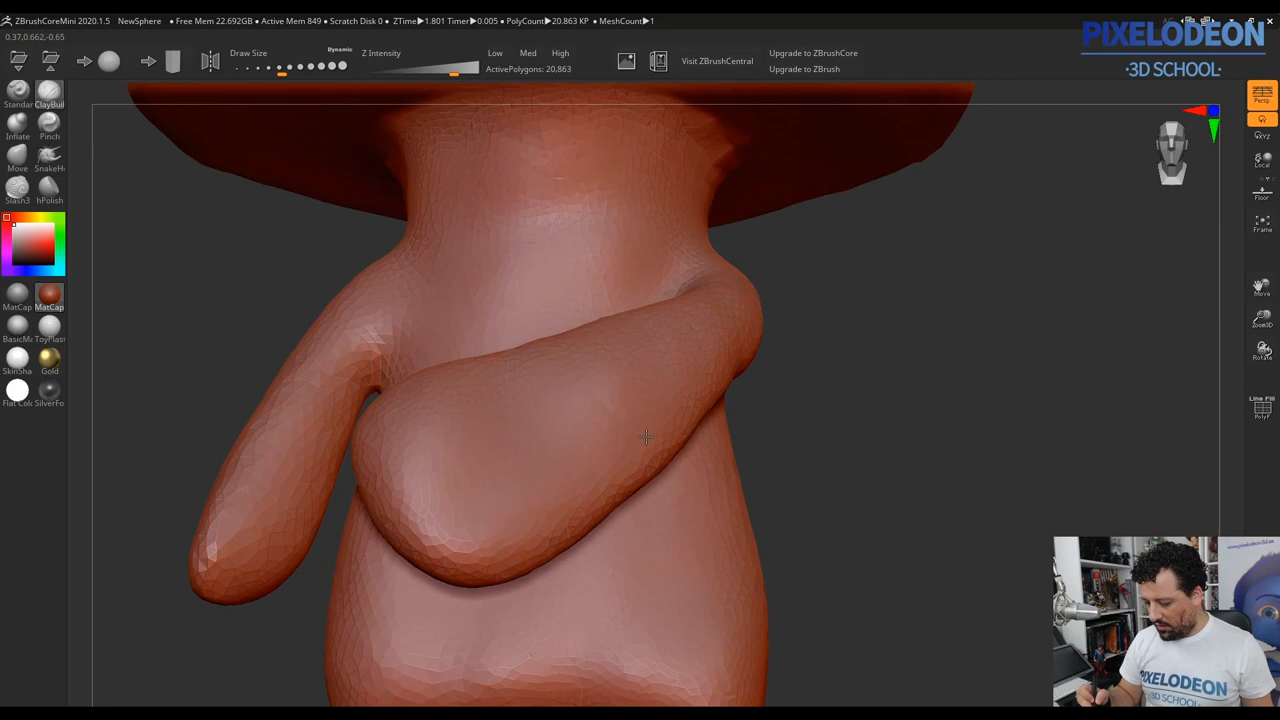 ZBrushCoreMini 2020.1.5 NewSphere • Free Mem 22.692GB • Active Mem 849 • Scratch Disk 0 • ZTime▶1.801 Timer▶0.005 • PolyCount▶20.863 KP • MeshCount▶1
0.37,0.662,-0.65
PIXELODEON
·3D SCHOOL·
Draw Size
Dynamic
Z Intensity
Low Med High
ActivePolygons: 20,863
Visit ZBrushCentral
Upgrade to ZBrushCore
Upgrade to ZBrush
Standar ClayBuil
Inflate Pinch
Move SnakeH
Slash3 hPolish
MatCap MatCap
BasicMa ToyPlast
SkinSha Gold
Flat Colo SilverFo
Persp
XYZ
Local
Floor
Frame
Move
Zoom3D
Rotate
Line Fill
PolyF
PIXELODEON
3D SCHOOL